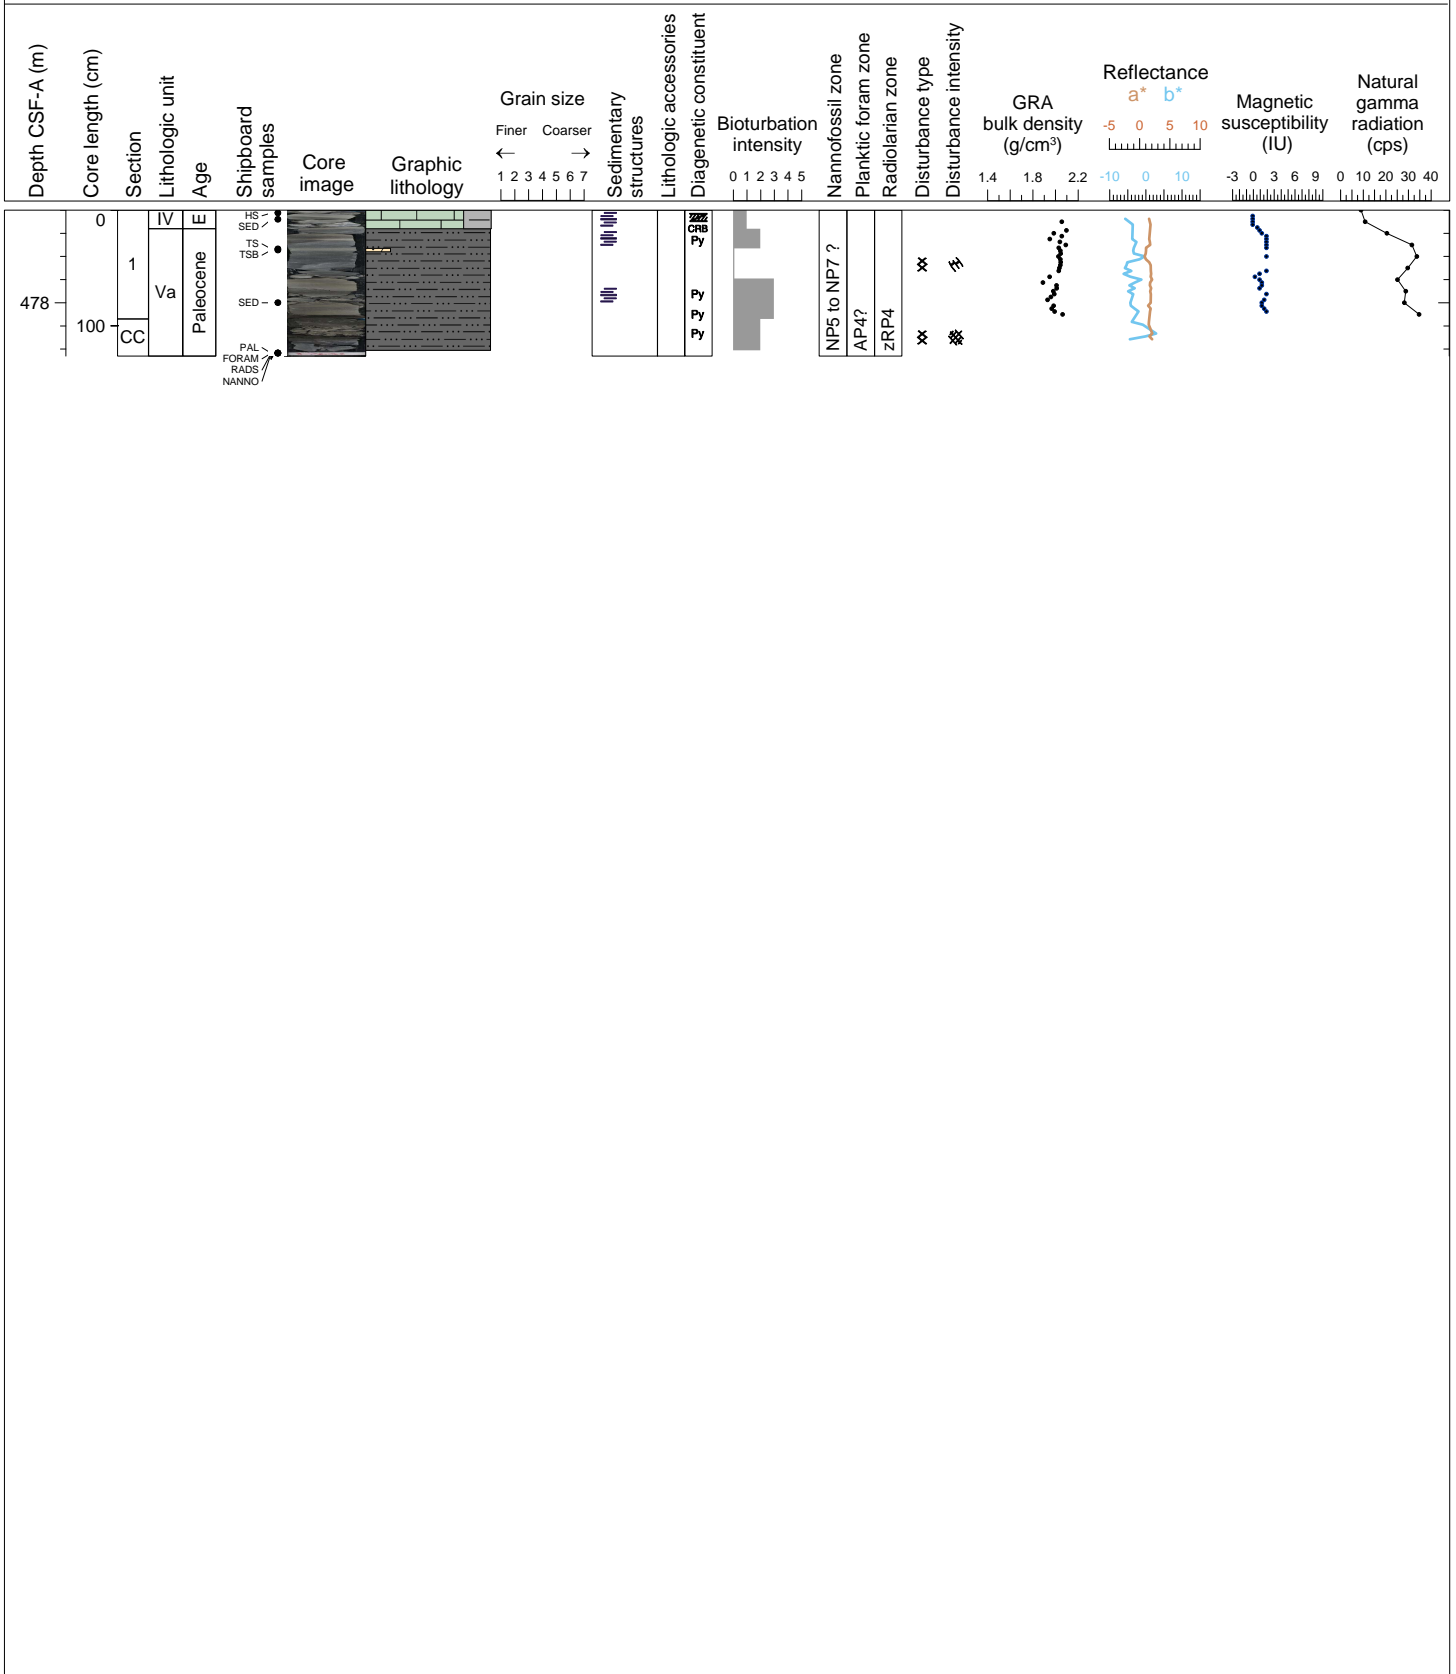 Depth CSF-A (m)
Core length (cm)
Section
Lithologic unit
Age
Shipboard
samples
Core
image
Graphic
lithology
Grain size
Finer Coarser
← →
1 2 3 4 5 6 7
Sedimentary
structures
Lithologic accessories
Diagenetic constituent
Bioturbation
intensity
0 1 2 3 4 5
Nannofossil zone
Planktic foram zone
Radiolarian zone
Disturbance type
Disturbance intensity
GRA
bulk density
(g/cm³)
1.4 1.8 2.2
Reflectance
a* b*
-5 0 5 10
-10 0 10
Magnetic
susceptibility
(IU)
-3 0 3 6 9
Natural
gamma
radiation
(cps)
0 10 20 30 40
0
100
478
1
CC
IV
Va
E
Paleocene
HS
SED
TS
TSB
SED
PAL
FORAM
RADS
NANNO
CRB
Py
Py
Py
Py
NP5 to NP7 ?
AP4?
zRP4